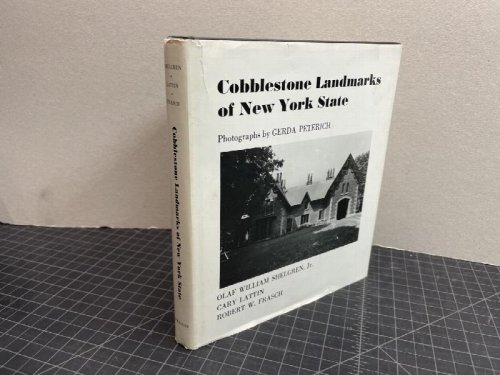 Cobblestone Landmarks
of New York State
Photographs by GERDA PETERICH
OLAF WILLIAM SHELGREN, Jr.
CARY LATTIN
ROBERT W. FRASCH
SHELGREN
LATTIN
FRASCH
Cobblestone Landmarks of New York State